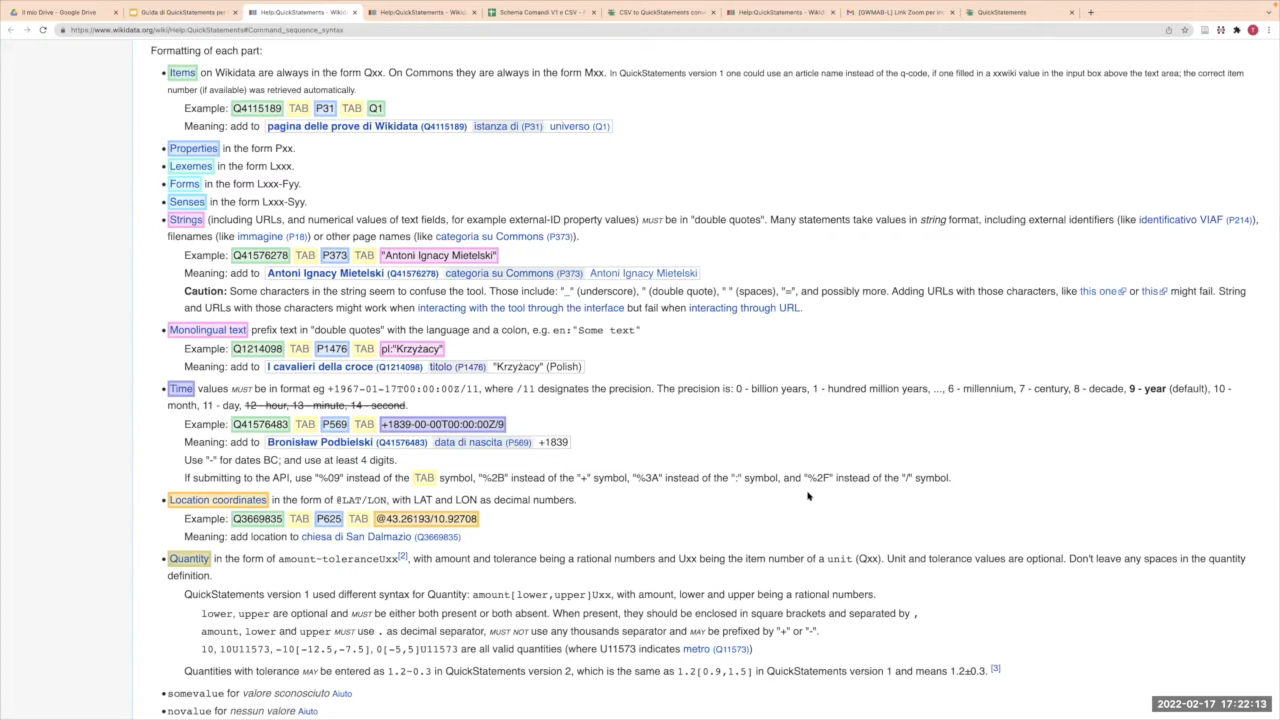 Il mio Drive - Google Drive
Guida di QuickStatements per
Help:QuickStatements - Wikida
Help:QuickStatements - Wikida
Schema Comandi V1 e CSV - F
CSV to QuickStatements con
Help:QuickStatements - Wikida
[GWMAB-L] Link Zoom per in
QuickStatements
https://www.wikidata.org/wiki/Help:QuickStatements#Command_sequence_syntax
Formatting of each part:
• Items on Wikidata are always in the form Qxx. On Commons they are always in the form Mxx. In QuickStatements version 1 one could use an article name instead of the q-code, if one filled in a xxwiki value in the input box above the text area; the correct item
number (if available) was retrieved automatically.
Example: Q4115189 TAB P31 TAB Q1
Meaning: add to pagina delle prove di Wikidata (Q4115189) istanza di (P31) universo (Q1)
• Properties in the form Pxx.
• Lexemes in the form Lxxx.
• Forms in the form Lxxx-Fyy.
• Senses in the form Lxxx-Syy.
• Strings (including URLs, and numerical values of text fields, for example external-ID property values) MUST be in "double quotes". Many statements take values in string format, including external identifiers (like identificativo VIAF (P214)),
filenames (like immagine (P18)) or other page names (like categoria su Commons (P373)).
Example: Q41576278 TAB P373 TAB "Antoni Ignacy Mietelski"
Meaning: add to Antoni Ignacy Mietelski (Q41576278) categoria su Commons (P373) Antoni Ignacy Mietelski
Caution: Some characters in the string seem to confuse the tool. Those include: "_" (underscore), " (double quote), " " (spaces), "=", and possibly more. Adding URLs with those characters, like this one or this might fail. String
and URLs with those characters might work when interacting with the tool through the interface but fail when interacting through URL.
• Monolingual text prefix text in "double quotes" with the language and a colon, e.g. en:"Some text"
Example: Q1214098 TAB P1476 TAB pl:"Krzyżacy"
Meaning: add to I cavalieri della croce (Q1214098) titolo (P1476) "Krzyżacy" (Polish)
• Time values MUST be in format eg +1967-01-17T00:00:00Z/11, where /11 designates the precision. The precision is: 0 - billion years, 1 - hundred million years, ..., 6 - millennium, 7 - century, 8 - decade, 9 - year (default), 10 -
month, 11 - day, 12 - hour, 13 - minute, 14 - second.
Example: Q41576483 TAB P569 TAB +1839-00-00T00:00:00Z/9
Meaning: add to Bronisław Podbielski (Q41576483) data di nascita (P569) +1839
Use "-" for dates BC; and use at least 4 digits.
If submitting to the API, use "%09" instead of the TAB symbol, "%2B" instead of the "+" symbol, "%3A" instead of the ":" symbol, and "%2F" instead of the "/" symbol.
• Location coordinates in the form of @LAT/LON, with LAT and LON as decimal numbers.
Example: Q3669835 TAB P625 TAB @43.26193/10.92708
Meaning: add location to chiesa di San Dalmazio (Q3669835)
• Quantity in the form of amount~toleranceUxx[2], with amount and tolerance being a rational numbers and Uxx being the item number of a unit (Qxx). Unit and tolerance values are optional. Don't leave any spaces in the quantity
definition.
QuickStatements version 1 used different syntax for Quantity: amount[lower,upper]Uxx, with amount, lower and upper being a rational numbers.
lower, upper are optional and MUST be either both present or both absent. When present, they should be enclosed in square brackets and separated by ,
amount, lower and upper MUST use . as decimal separator, MUST NOT use any thousands separator and MAY be prefixed by "+" or "-".
10, 10U11573, -10[-12.5,-7.5], 0[-5,5]U11573 are all valid quantities (where U11573 indicates metro (Q11573))
Quantities with tolerance MAY be entered as 1.2~0.3 in QuickStatements version 2, which is the same as 1.2[0.9,1.5] in QuickStatements version 1 and means 1.2±0.3. [3]
• somevalue for valore sconosciuto Aiuto
• novalue for nessun valore Aiuto
2022-02-17 17:22:13